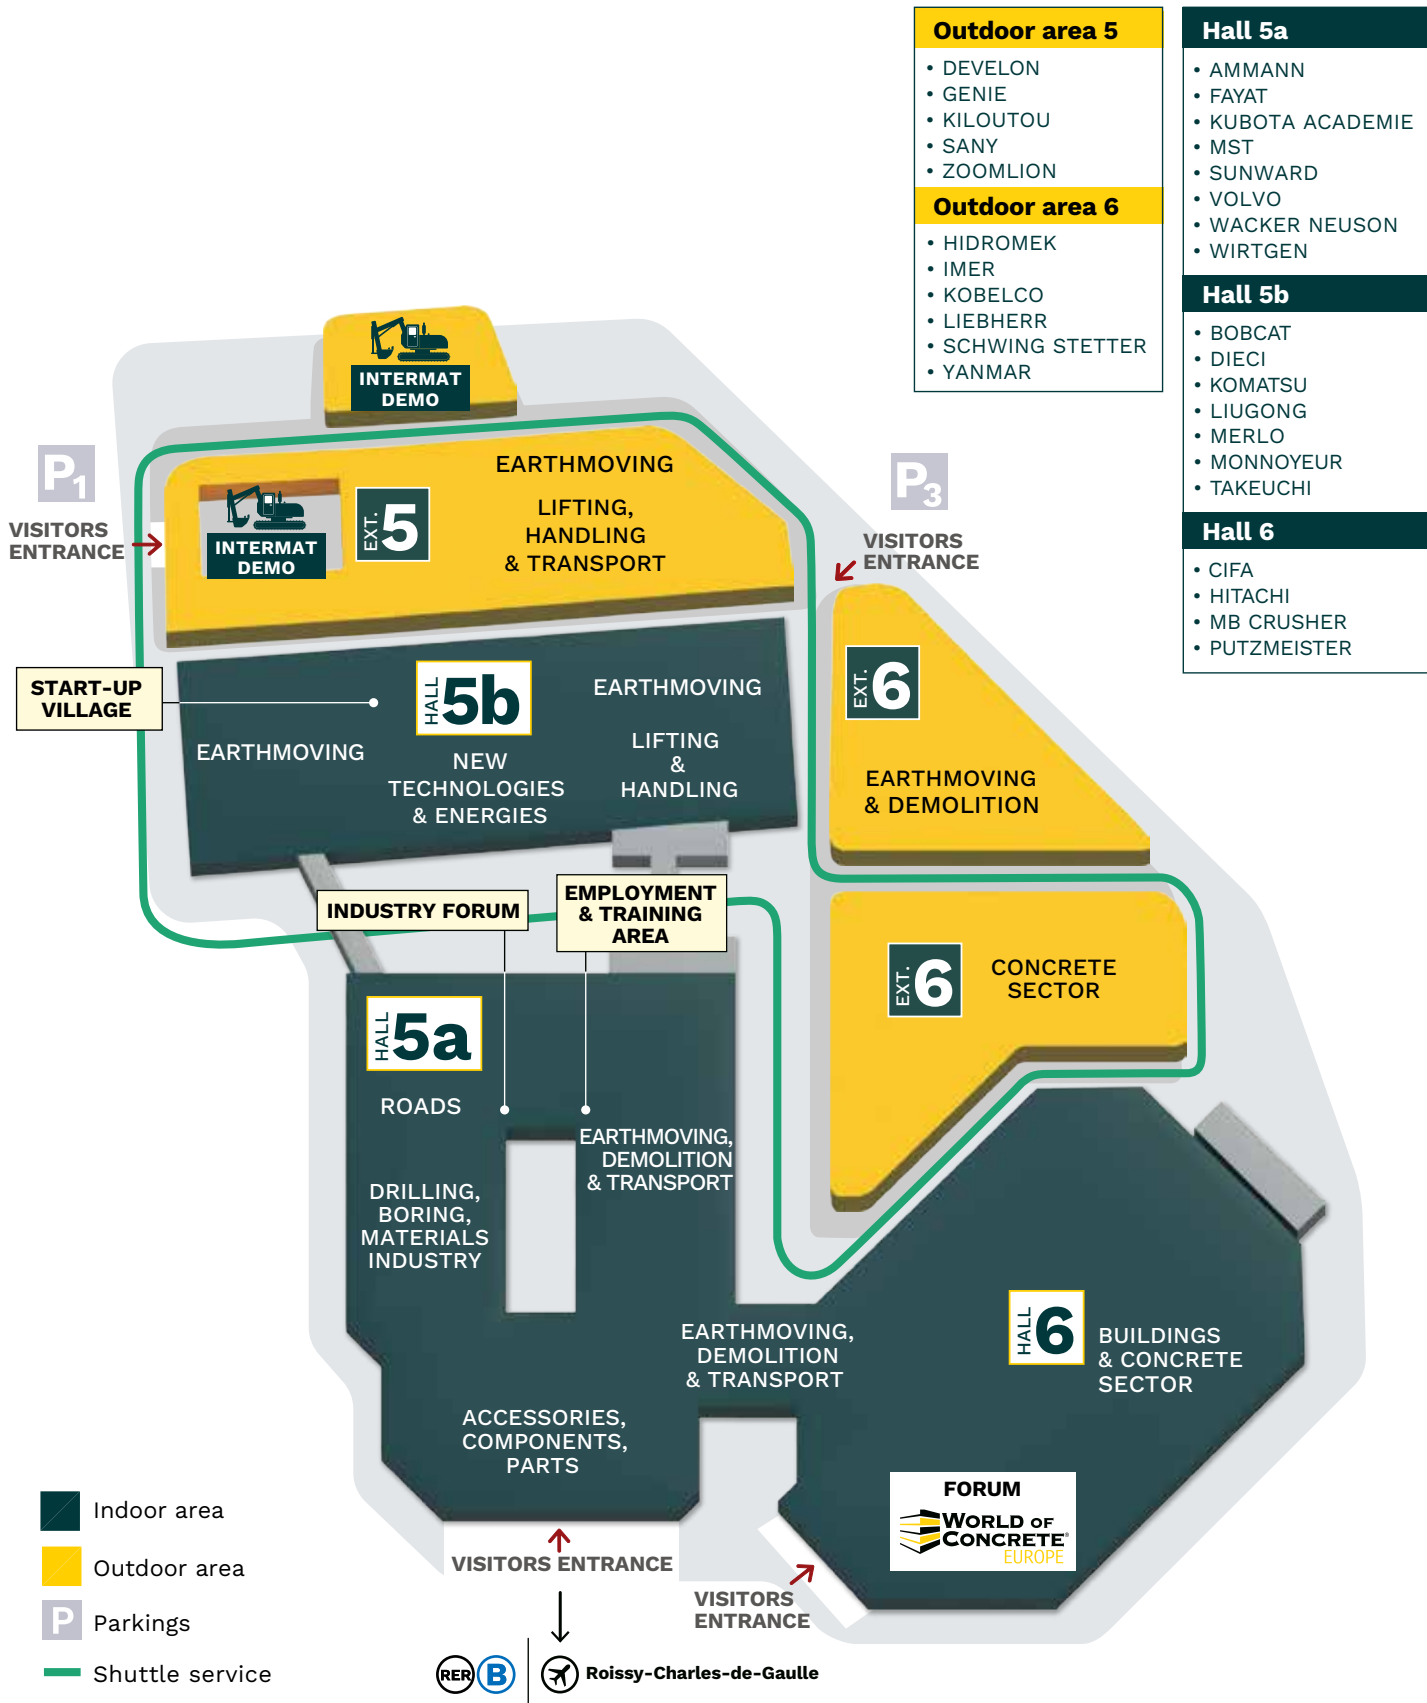 Outdoor area 5
• DEVELON
• GENIE
• KILOUTOU
• SANY
• ZOOMLION
Outdoor area 6
• HIDROMEK
• IMER
• KOBELCO
• LIEBHERR
• SCHWING STETTER
• YANMAR
Hall 5a
• AMMANN
• FAYAT
• KUBOTA ACADEMIE
• MST
• SUNWARD
• VOLVO
• WACKER NEUSON
• WIRTGEN
Hall 5b
• BOBCAT
• DIECI
• KOMATSU
• LIUGONG
• MERLO
• MONNOYEUR
• TAKEUCHI
Hall 6
• CIFA
• HITACHI
• MB CRUSHER
• PUTZMEISTER
INTERMAT
DEMO
P1
VISITORS
ENTRANCE
INTERMAT
DEMO
EXT. 5
EARTHMOVING
LIFTING,
HANDLING
& TRANSPORT
P3
VISITORS
ENTRANCE
START-UP
VILLAGE
EARTHMOVING
HALL 5b
NEW
TECHNOLOGIES
& ENERGIES
EARTHMOVING
LIFTING
&
HANDLING
EXT. 6
EARTHMOVING
& DEMOLITION
INDUSTRY FORUM
EMPLOYMENT
& TRAINING
AREA
EXT. 6
CONCRETE
SECTOR
HALL 5a
ROADS
DRILLING,
BORING,
MATERIALS
INDUSTRY
EARTHMOVING,
DEMOLITION
& TRANSPORT
EARTHMOVING,
DEMOLITION
& TRANSPORT
ACCESSORIES,
COMPONENTS,
PARTS
HALL 6
BUILDINGS
& CONCRETE
SECTOR
FORUM
WORLD OF
CONCRETE®
EUROPE
VISITORS ENTRANCE
VISITORS
ENTRANCE
Indoor area
Outdoor area
P Parkings
Shuttle service
RER B
Roissy-Charles-de-Gaulle